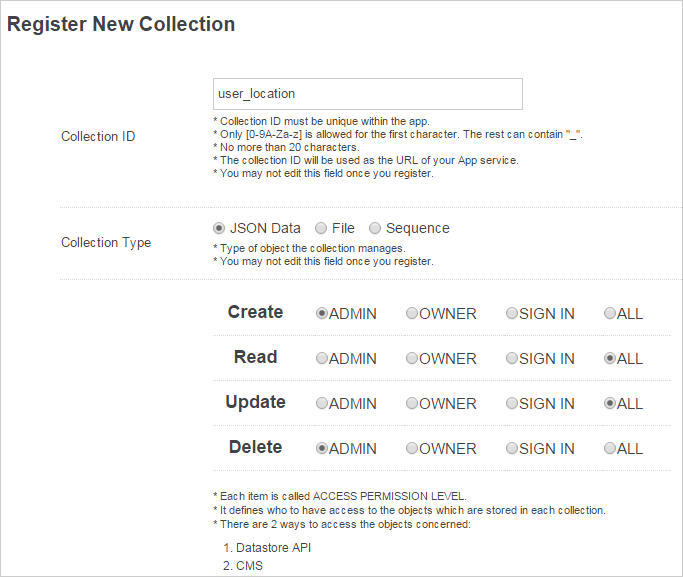 Register New Collection
Collection ID
user_location
* Collection ID must be unique within the app.
* Only [0-9A-Za-z] is allowed for the first character. The rest can contain "_".
* No more than 20 characters.
* The collection ID will be used as the URL of your App service.
* You may not edit this field once you register.
Collection Type
JSON Data File Sequence
* Type of object the collection manages.
* You may not edit this field once you register.
Create ADMIN OWNER SIGN IN ALL
Read ADMIN OWNER SIGN IN ALL
Update ADMIN OWNER SIGN IN ALL
Delete ADMIN OWNER SIGN IN ALL
* Each item is called ACCESS PERMISSION LEVEL.
* It defines who to have access to the objects which are stored in each collection.
* There are 2 ways to access the objects concerned:
1. Datastore API
2. CMS